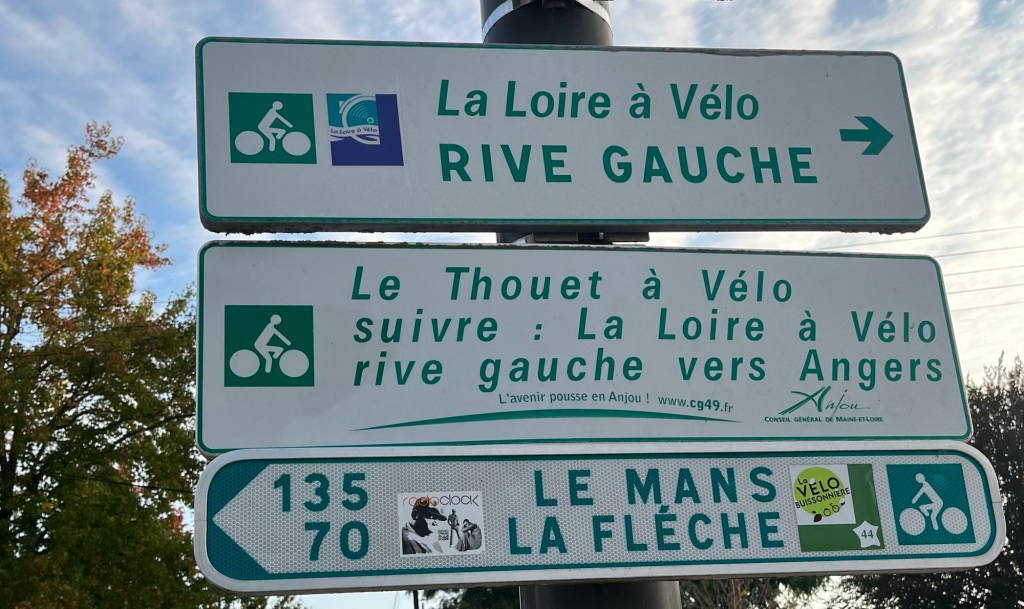 La Loire à Vélo
La Loire à Vélo
RIVE GAUCHE
Le Thouet à Vélo
suivre : La Loire à Vélo
rive gauche vers Angers
L'avenir pousse en Anjou ! www.cg49.fr
Anjou
CONSEIL GÉNÉRAL DE MAINE-ET-LOIRE
135 LE MANS
70 LA FLÉCHE
radioclock
La
VÉLO
BUISSONNIÈRE
44